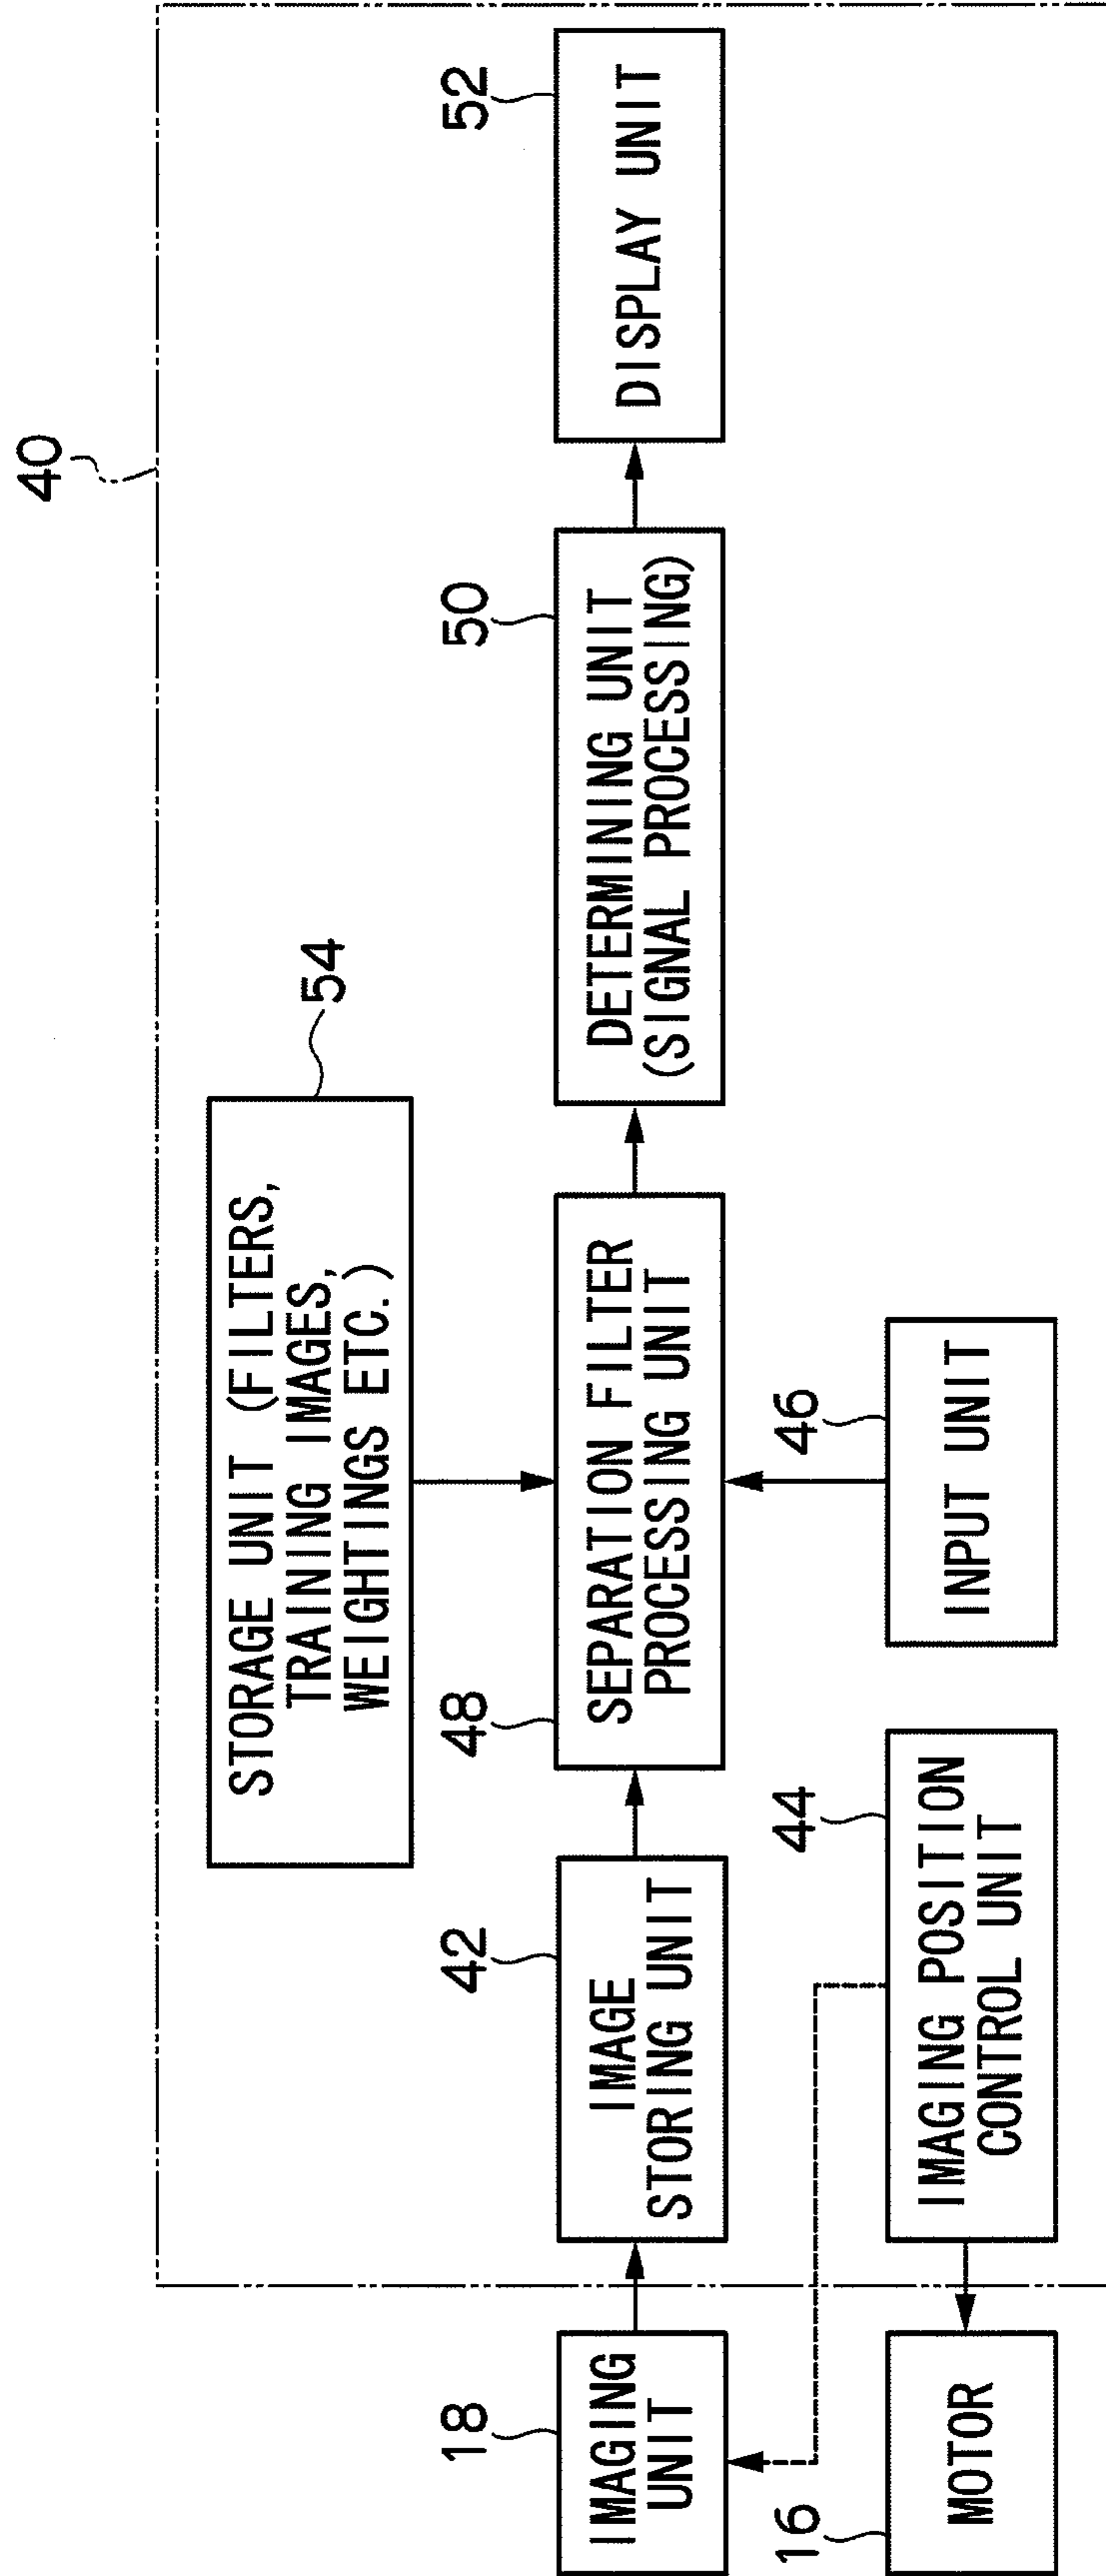 40
STORAGE UNIT (FILTERS,
TRAINING IMAGES,
WEIGHTINGS ETC.)
54
18
IMAGING
UNIT
42
IMAGE
STORING UNIT
48
SEPARATION FILTER
PROCESSING UNIT
50
DETERMINING UNIT
(SIGNAL PROCESSING)
52
DISPLAY UNIT
16
MOTOR
44
IMAGING POSITION
CONTROL UNIT
46
INPUT UNIT